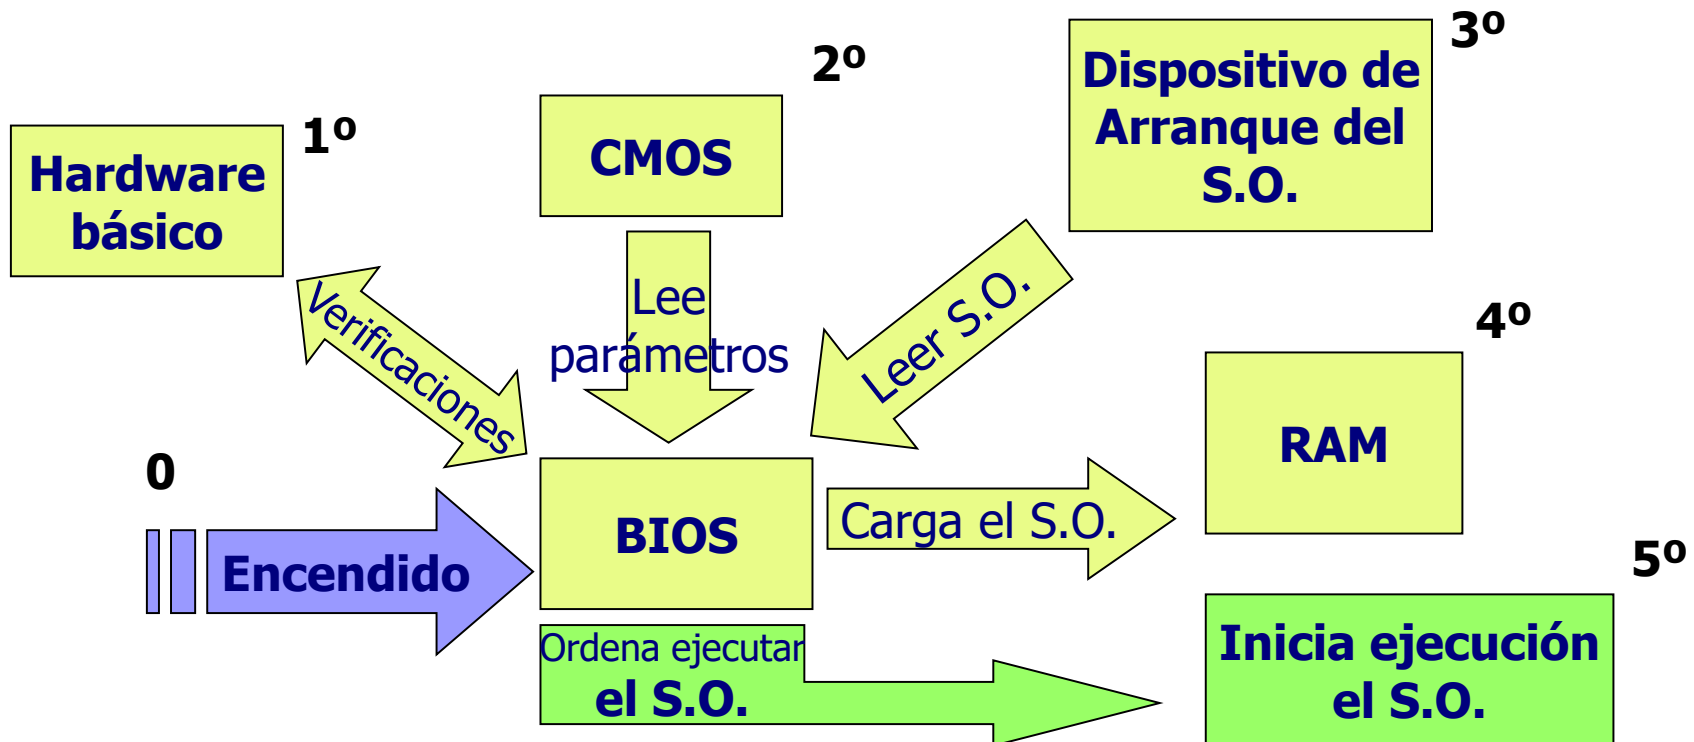 3º
Dispositivo de
Arranque del
S.O.
2º
CMOS
1º
Hardware
básico
Verificaciones
Lee
parámetros
Leer S.O.
4º
RAM
0
Encendido
BIOS
Carga el S.O.
5º
Ordena ejecutar
el S.O.
Inicia ejecución
el S.O.